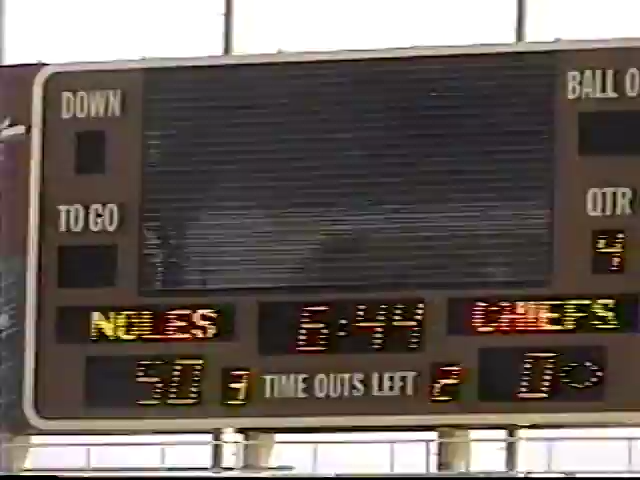 DOWN
BALL O
TO GO
QTR
4
NOLES 6:44 CHIEFS
50 3 TIME OUTS LEFT 2 0